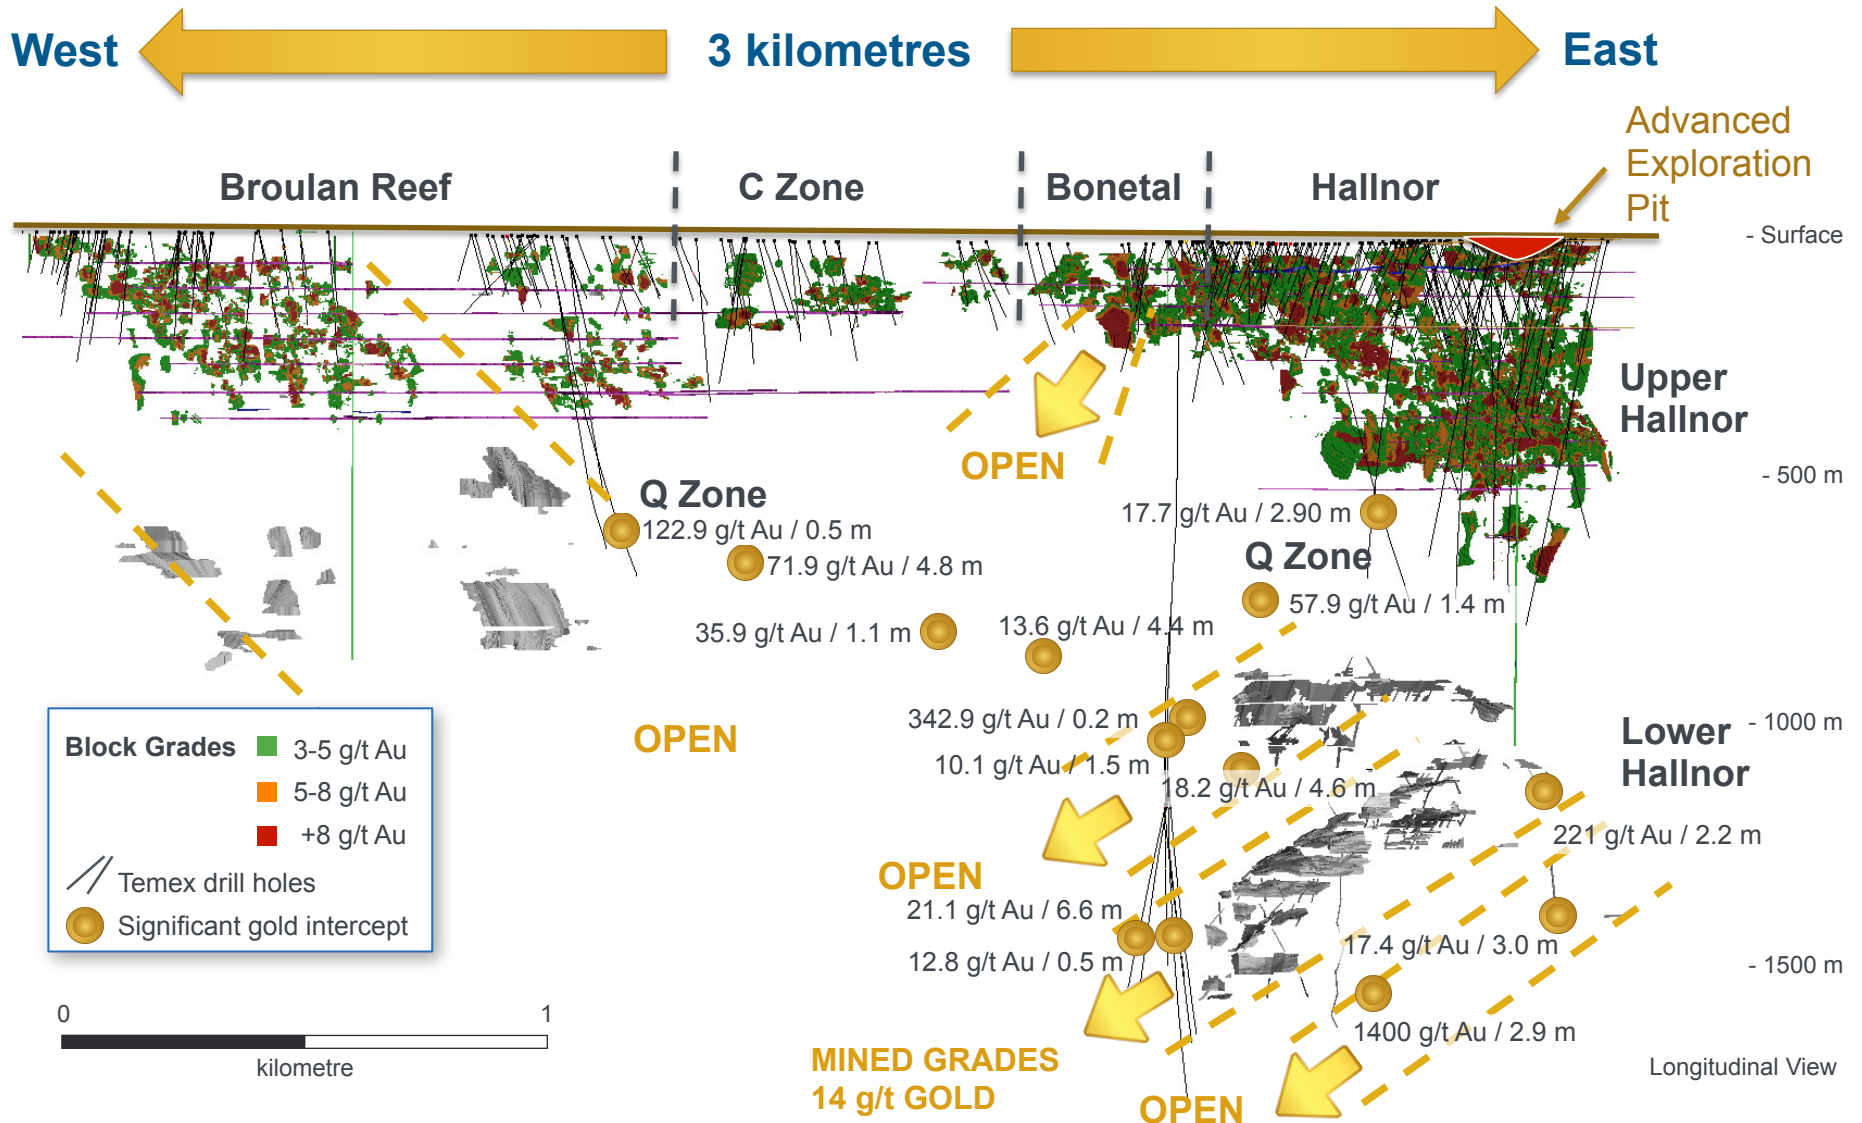 West
3 kilometres
East
Advanced
Exploration
Pit
Broulan Reef
C Zone
Bonetal
Hallnor
- Surface
Upper
Hallnor
OPEN
- 500 m
Q Zone
122.9 g/t Au / 0.5 m
17.7 g/t Au / 2.90 m
71.9 g/t Au / 4.8 m
Q Zone
57.9 g/t Au / 1.4 m
35.9 g/t Au / 1.1 m
13.6 g/t Au / 4.4 m
OPEN
342.9 g/t Au / 0.2 m
- 1000 m
10.1 g/t Au / 1.5 m
Lower
Hallnor
18.2 g/t Au / 4.6 m
221 g/t Au / 2.2 m
OPEN
21.1 g/t Au / 6.6 m
17.4 g/t Au / 3.0 m
12.8 g/t Au / 0.5 m
- 1500 m
1400 g/t Au / 2.9 m
MINED GRADES
14 g/t GOLD
OPEN
Longitudinal View
Block Grades
3-5 g/t Au
5-8 g/t Au
+8 g/t Au
Temex drill holes
Significant gold intercept
0 1
kilometre